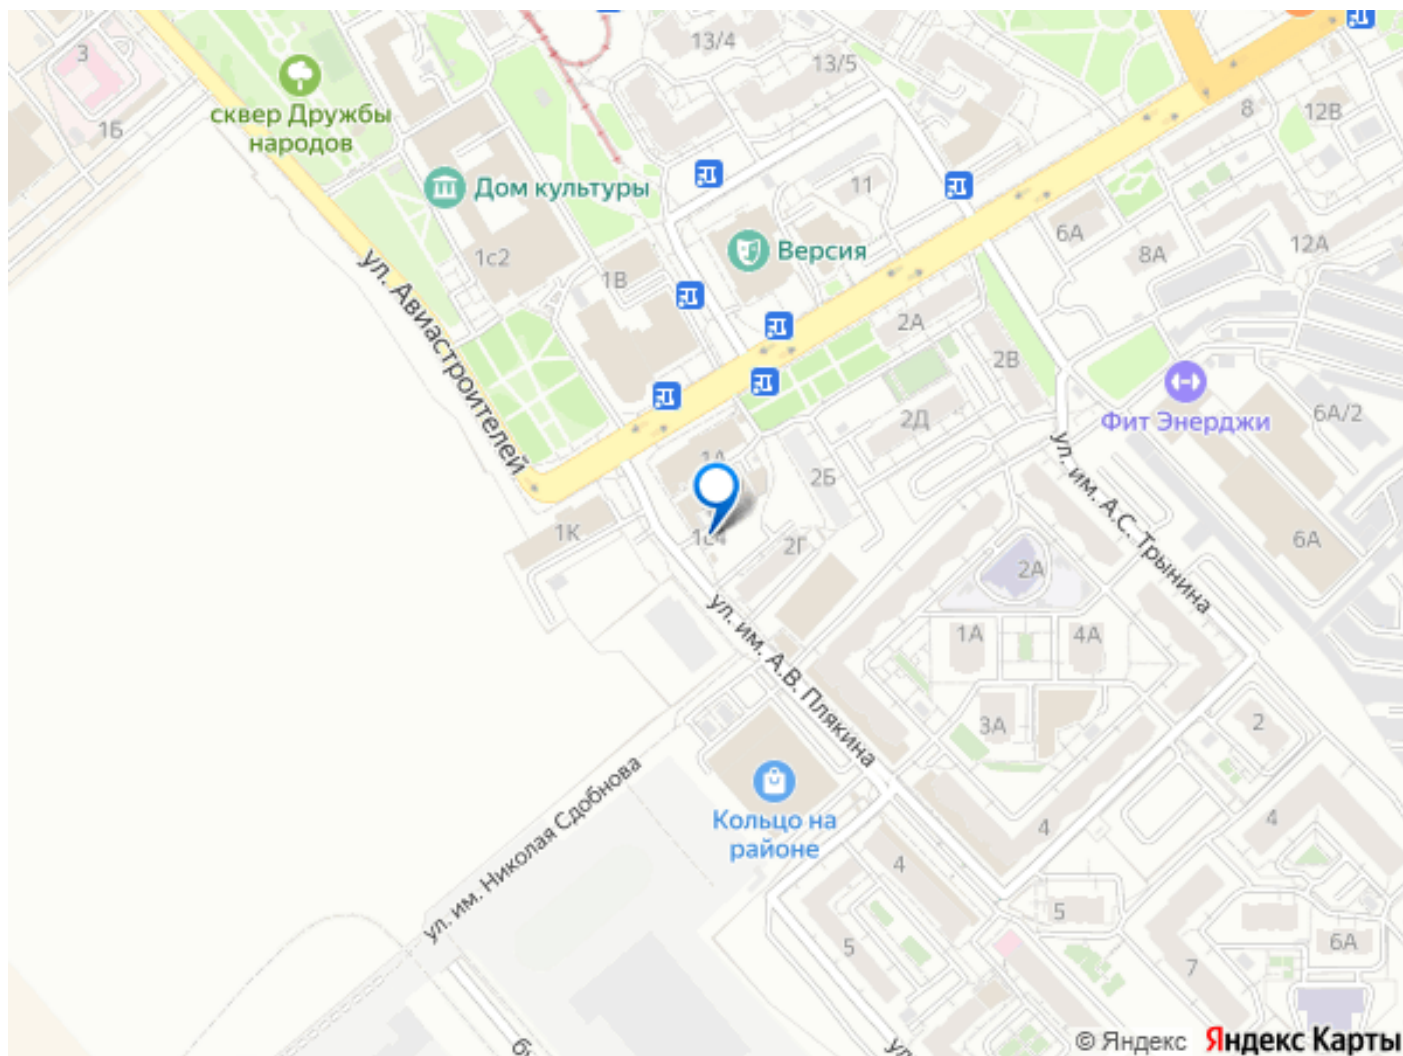 3
1Б
сквер Дружбы
народов
13/4
13/5
8
12В
Дом культуры
11
6А
12А
8А
1с2
Версия
1В
ул. Авиастроителей
2А
2В
2Д
Фит Энерджи
6А/2
1А
2Б
1К
1с4
2Г
ул. им. А.С. Трынина
6А
2А
ул. им. А.В. Плякина
1А
4А
3А
2
ул. им. Николая Сдобнова
Кольцо на
районе
4
4
4
5
5
6А
7
ул.
© Яндекс Яндекс Карты